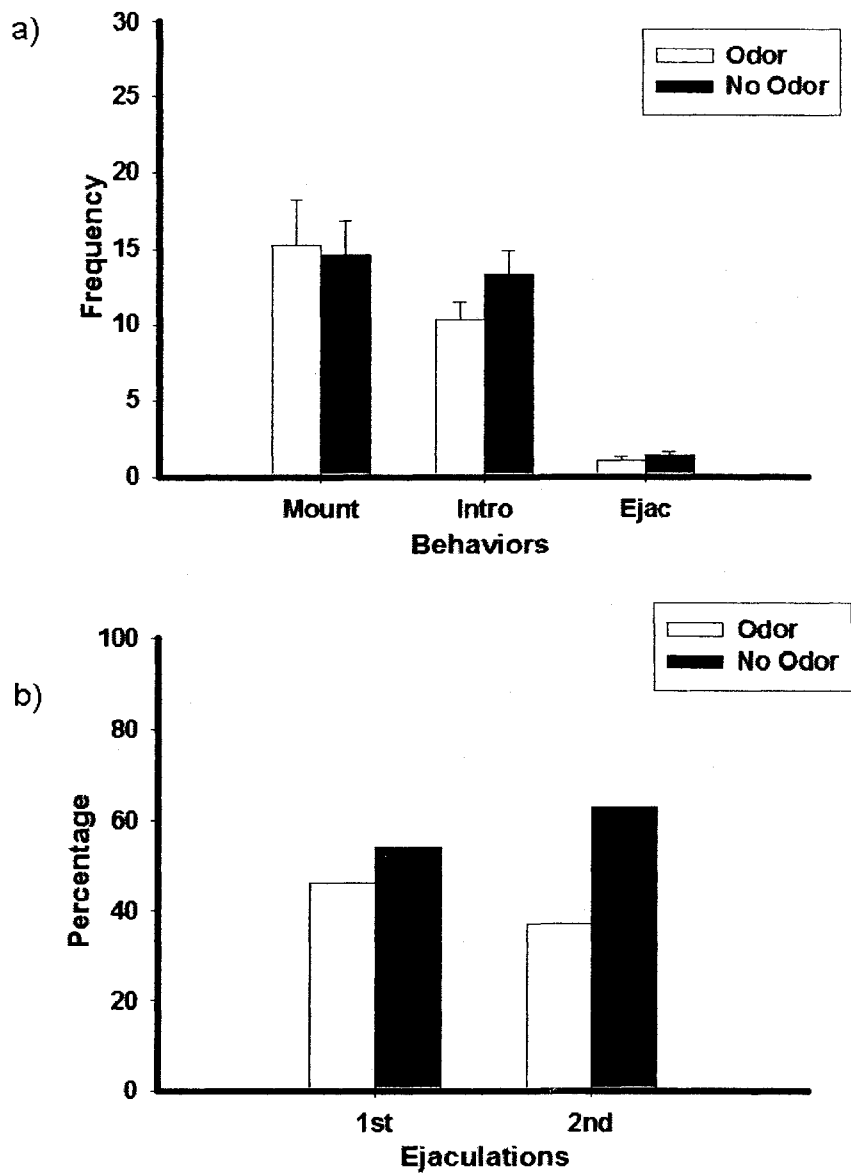 a)
Odor
No Odor
30
25
20
15
10
5
0
Frequency
Mount Intro Ejac
Behaviors
b)
Odor
No Odor
100
80
60
40
20
0
Percentage
1st 2nd
Ejaculations